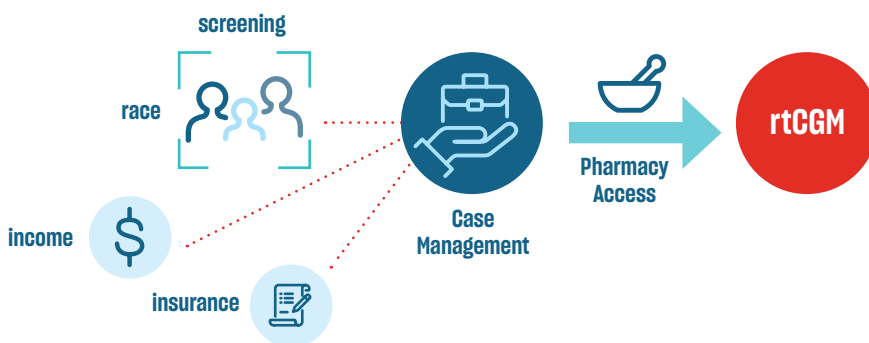 screening
race
income
insurance
Case
Management
Pharmacy
Access
rtCGM